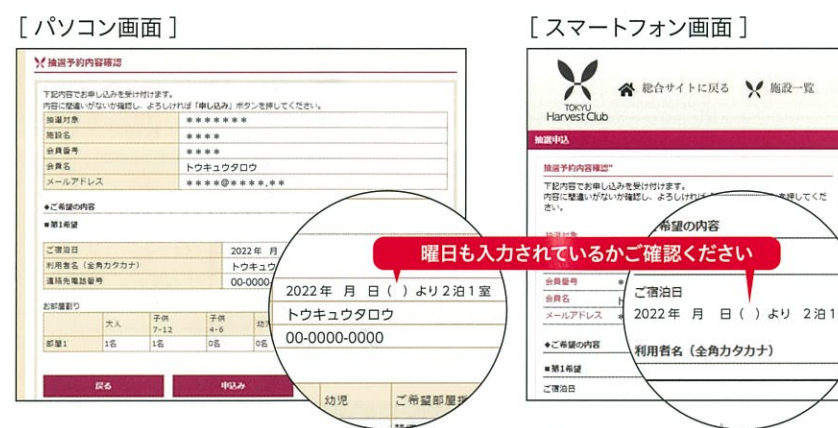 [ パソコン画面 ]
抽選予約内容確認
下記内容でお申し込みを受け付けます。
内容に間違いがないか確認し、よろしければ「申し込み」ボタンを押してください。
抽選対象 *******
施設名 ****
会員番号 ****
会員名 トウキュウタロウ
メールアドレス ****@****.**
◆ご希望の内容
■第1希望
ご宿泊日 2022年 月
利用者名（全角カタカナ） トウキュウ
連絡先電話番号 00-0000-
お部屋割り
大人 子供 7-12 子供 4-6 幼児
部屋1 1名 1名 0名 0名
戻る 申込み
2022年 月 日（ ）より2泊1室
トウキュウタロウ
00-0000-0000
幼児 ご希望部屋
曜日も入力されているかご確認ください
[ スマートフォン画面 ]
TOKYU
Harvest Club
総合サイトに戻る 施設一覧
抽選申込
抽選予約内容確認"
下記内容でお申し込みを受け付けます。
内容に間違いがないか確認し、よろしければ を押してくだ
さい。
会員番号 *
会員名 ト
メールアドレス *
◆ご希望の内容
■第1希望
ご宿泊日
希望の内容
ご宿泊日
2022年 月 日（ ）より 2泊1
利用者名（全角カタカナ）